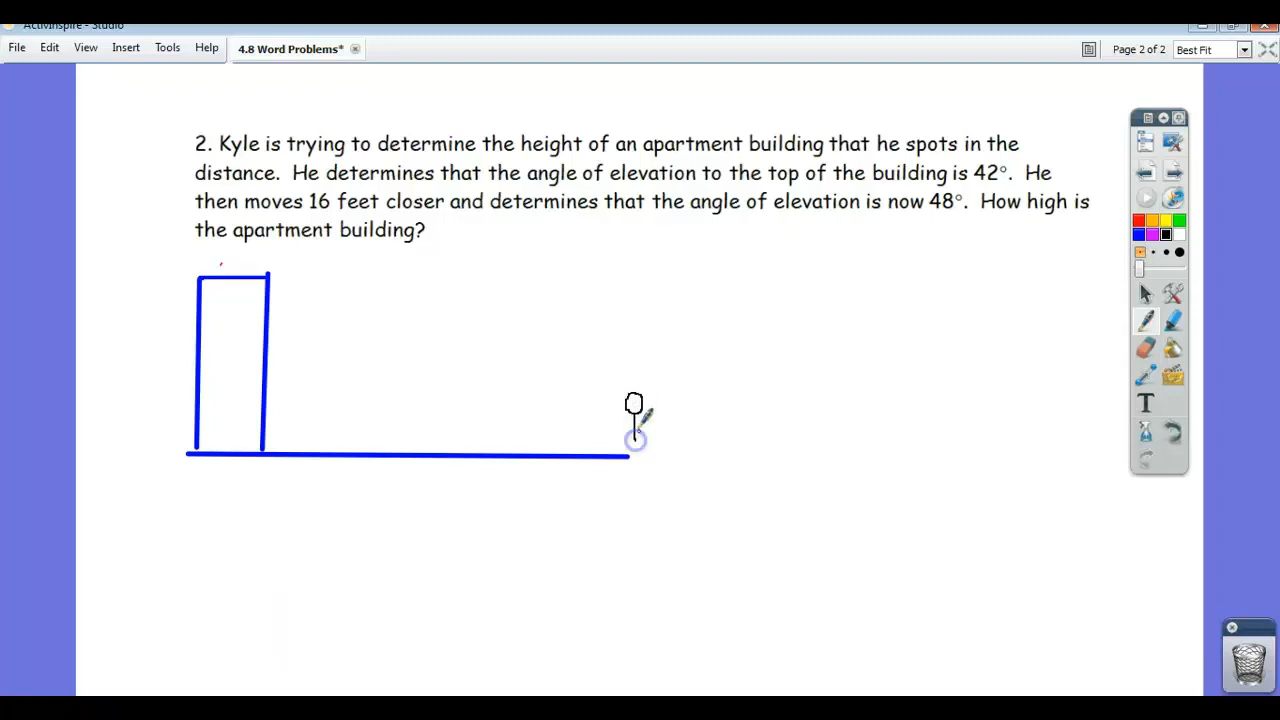 ActivInspire - Studio
File Edit View Insert Tools Help 4.8 Word Problems* Page 2 of 2 Best Fit
2. Kyle is trying to determine the height of an apartment building that he spots in the
distance. He determines that the angle of elevation to the top of the building is 42°. He
then moves 16 feet closer and determines that the angle of elevation is now 48°. How high is
the apartment building?
T